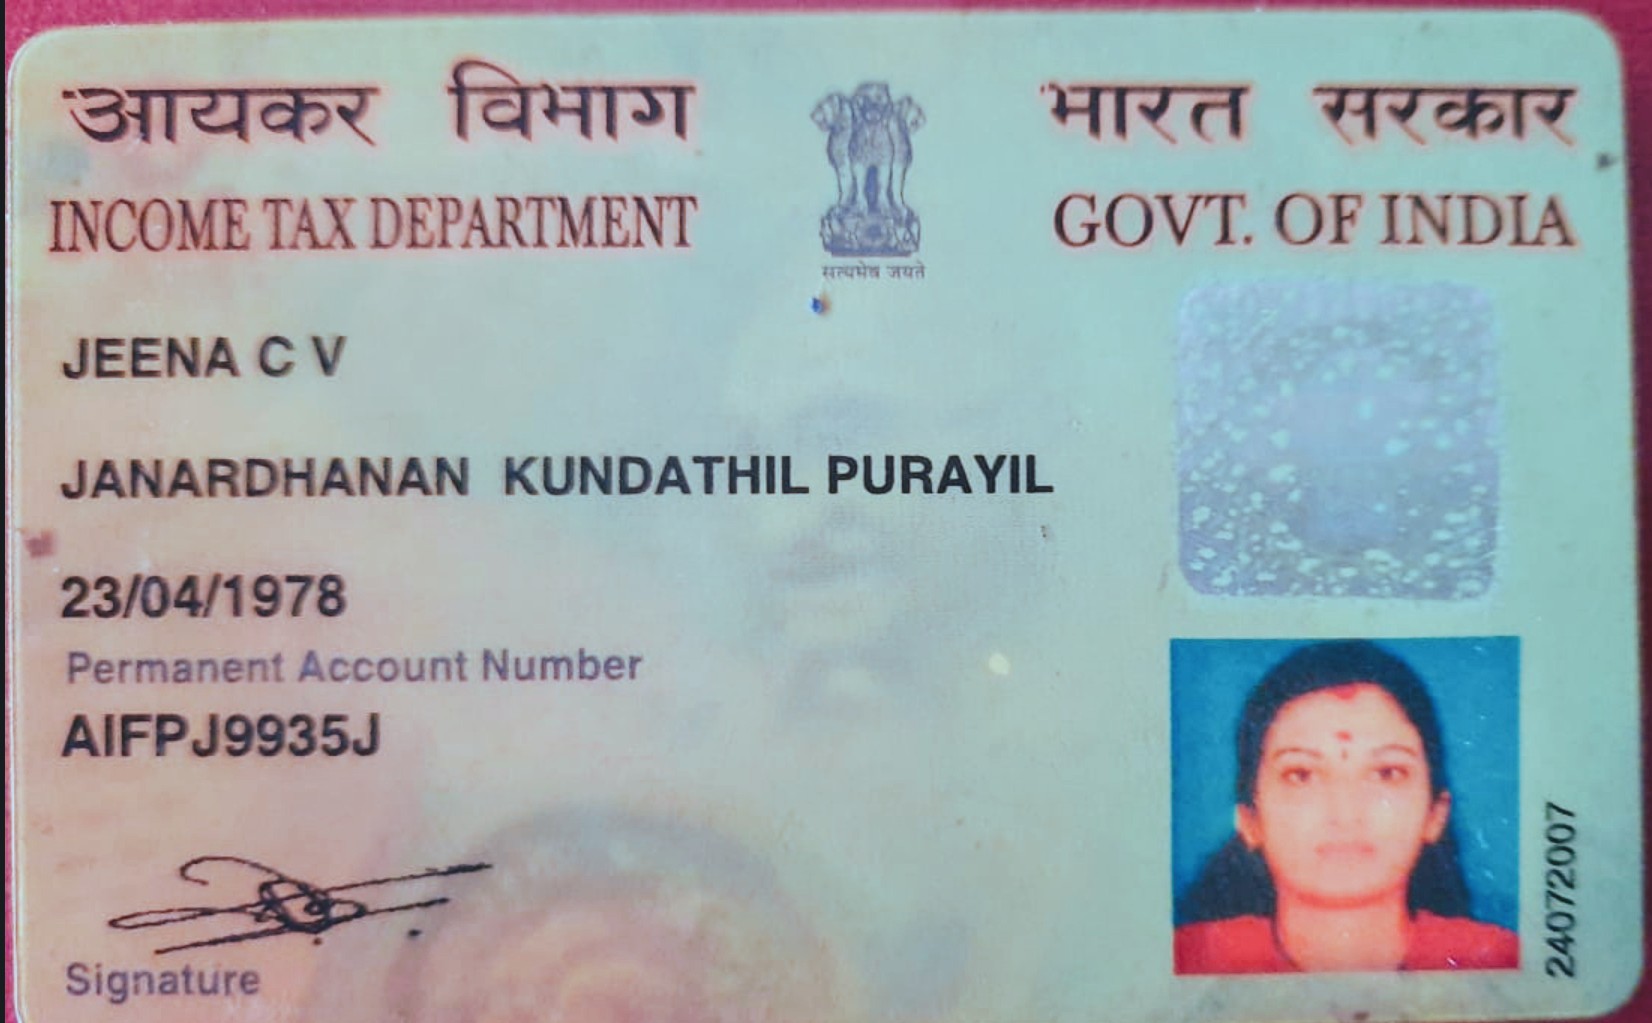 आयकर विभाग
INCOME TAX DEPARTMENT
भारत सरकार
GOVT. OF INDIA
सत्यमेव जयते
JEENA C V
JANARDHANAN KUNDATHIL PURAYIL
23/04/1978
Permanent Account Number
AIFPJ9935J
Signature
24072007